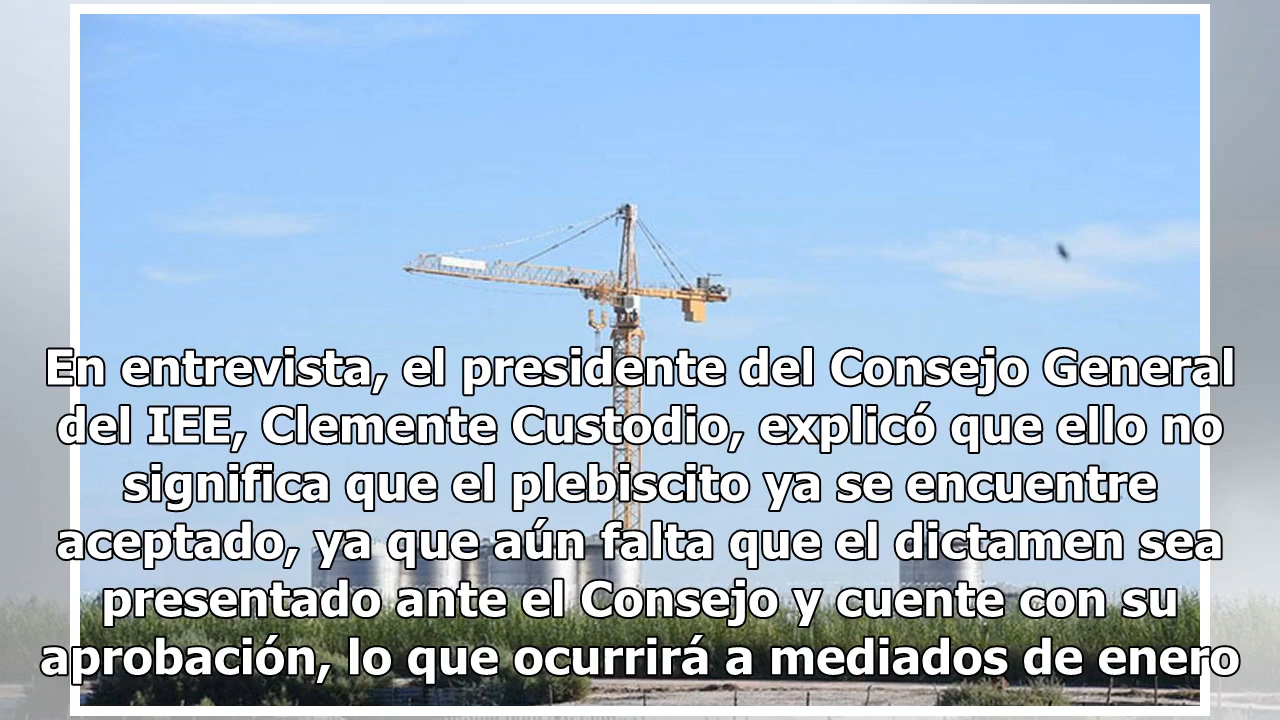 En entrevista, el presidente del Consejo General
del IEE, Clemente Custodio, explicó que ello no
significa que el plebiscito ya se encuentre
aceptado, ya que aún falta que el dictamen sea
presentado ante el Consejo y cuente con su
aprobación, lo que ocurrirá a mediados de enero